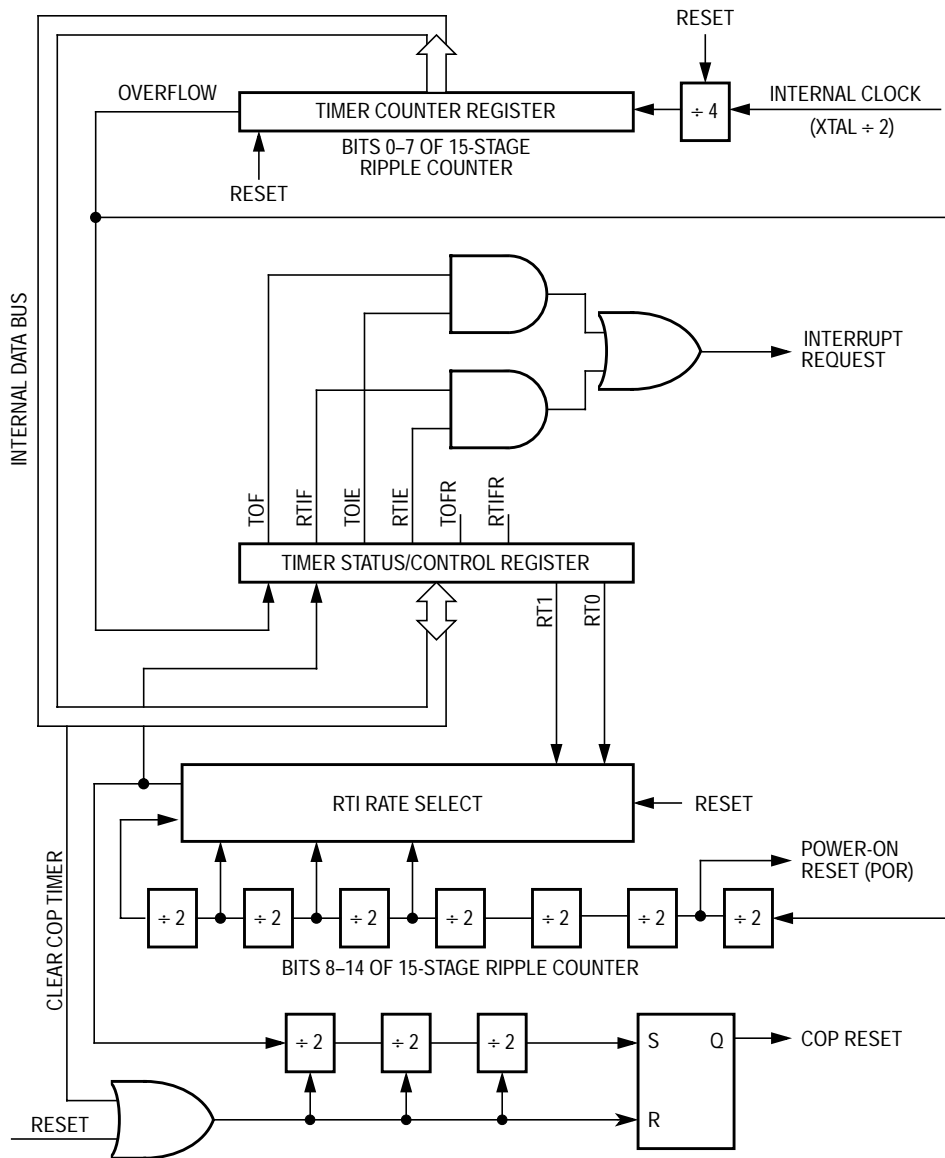 RESET
OVERFLOW
TIMER COUNTER REGISTER
÷ 4
INTERNAL CLOCK
(XTAL ÷ 2)
BITS 0–7 OF 15-STAGE
RIPPLE COUNTER
RESET
INTERNAL DATA BUS
INTERRUPT
REQUEST
TOF
RTIF
TOIE
RTIE
TOFR
RTIFR
TIMER STATUS/CONTROL REGISTER
RT1
RT0
RTI RATE SELECT
RESET
POWER-ON
RESET (POR)
CLEAR COP TIMER
÷ 2
÷ 2
÷ 2
÷ 2
÷ 2
÷ 2
÷ 2
BITS 8–14 OF 15-STAGE RIPPLE COUNTER
÷ 2
÷ 2
÷ 2
S
Q
COP RESET
RESET
R